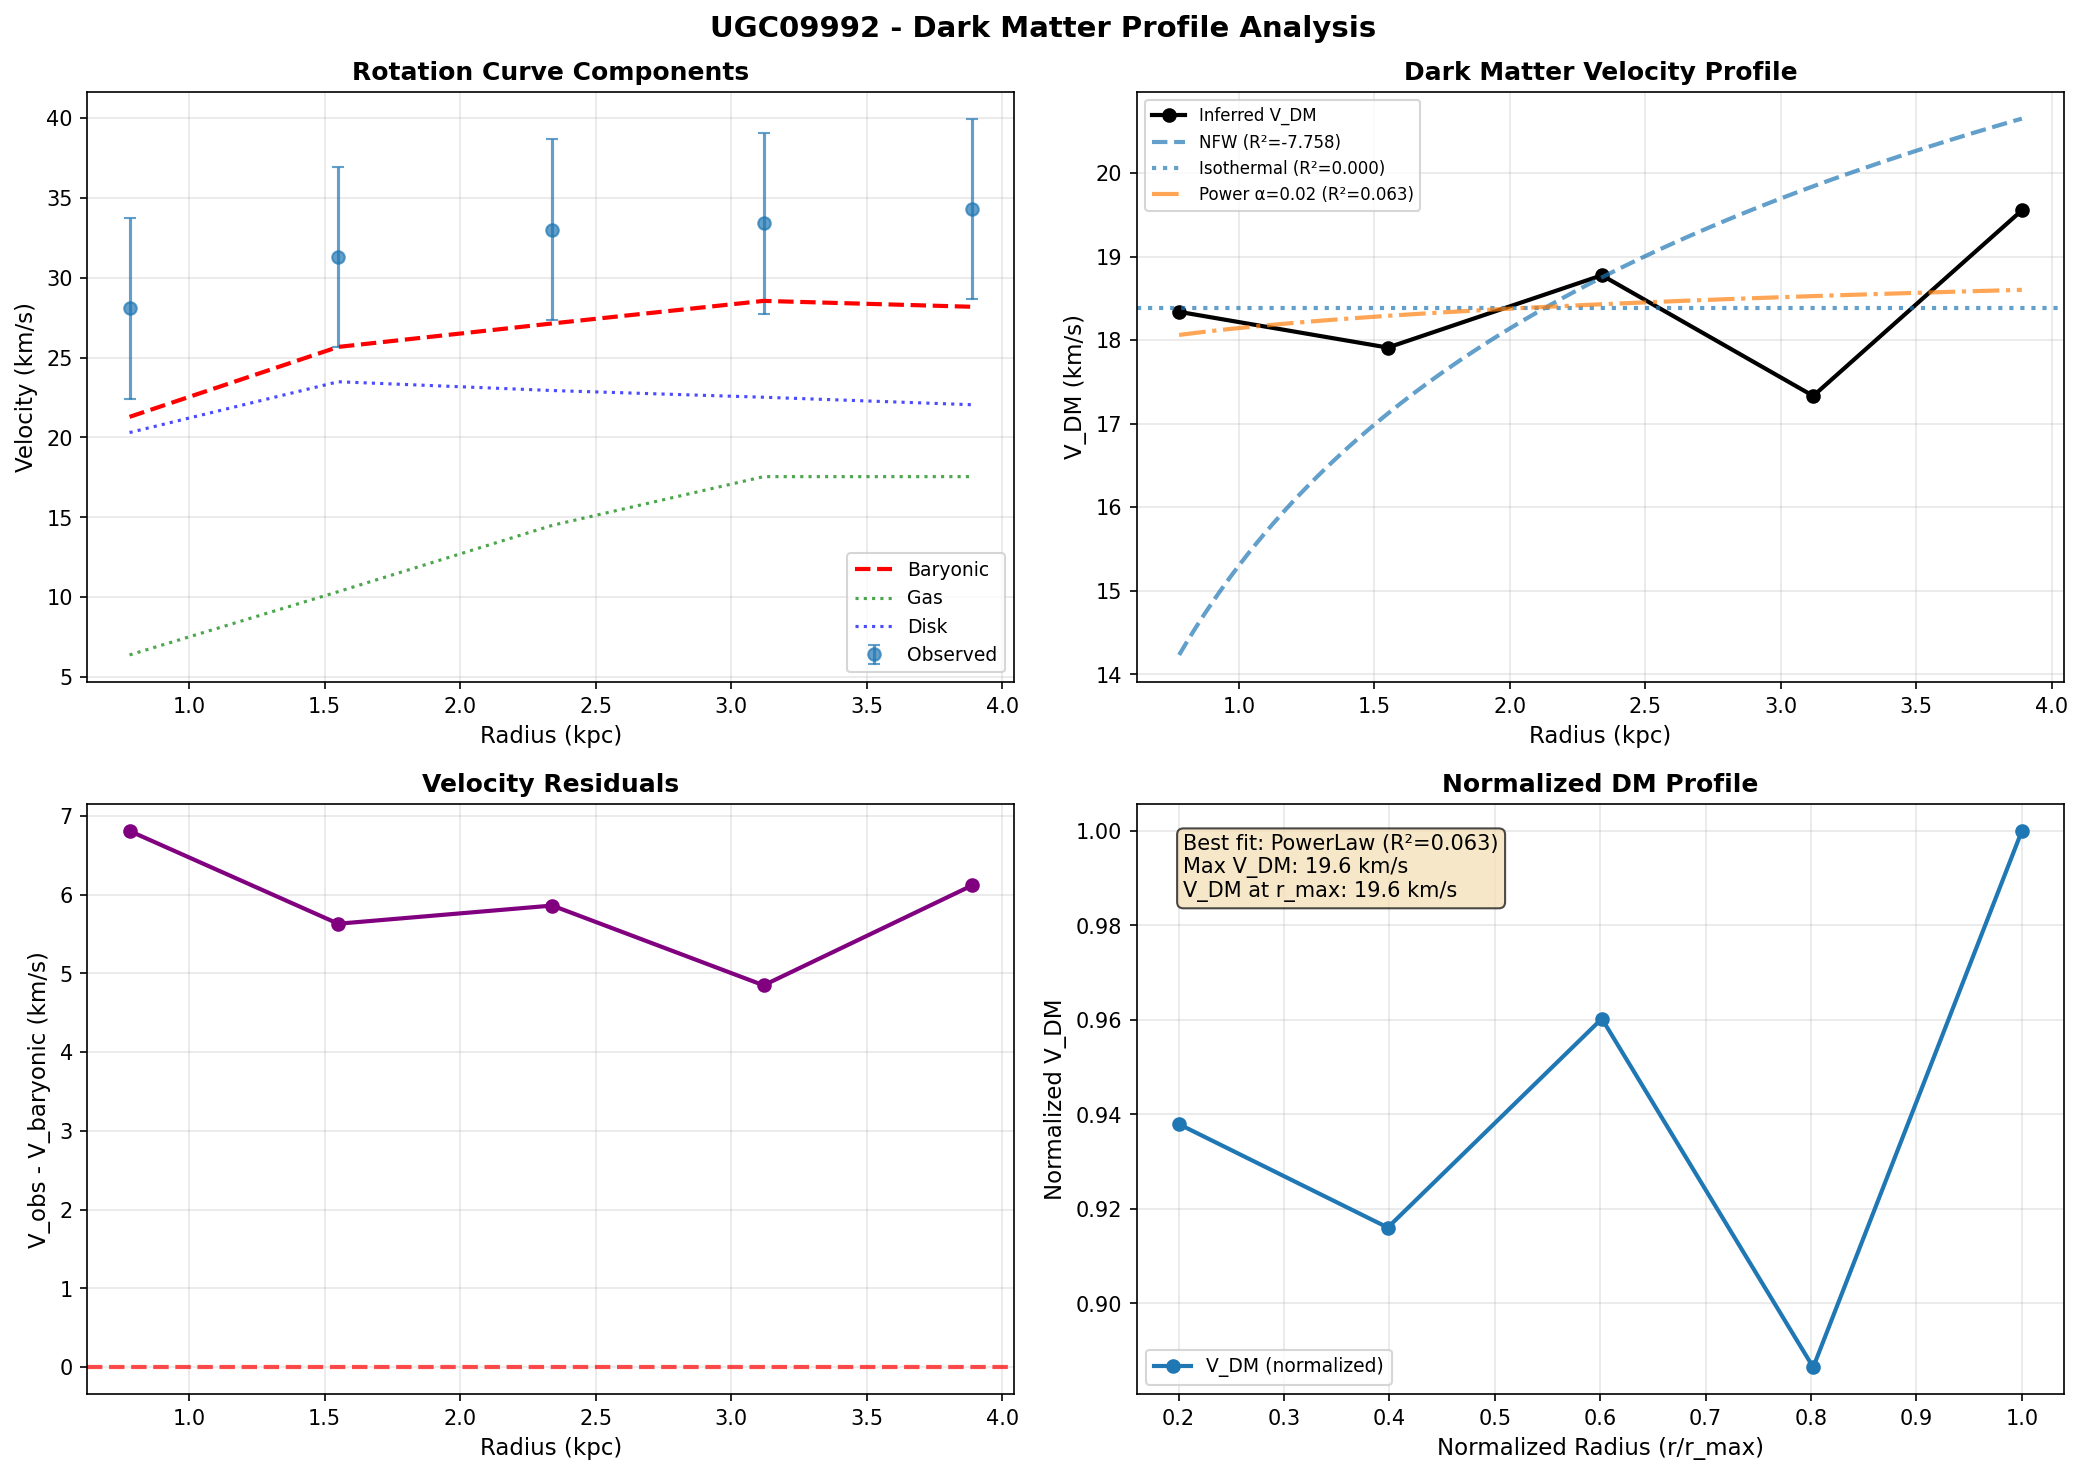 UGC09992 - Dark Matter Profile Analysis
Rotation Curve Components
Velocity (km/s)
40
35
30
25
20
15
10
5
Baryonic
Gas
Disk
Observed
1.0 1.5 2.0 2.5 3.0 3.5 4.0
Radius (kpc)
Dark Matter Velocity Profile
V_DM (km/s)
20
19
18
17
16
15
14
Inferred V_DM
NFW (R²=-7.758)
Isothermal (R²=0.000)
Power α=0.02 (R²=0.063)
1.0 1.5 2.0 2.5 3.0 3.5 4.0
Radius (kpc)
Velocity Residuals
V_obs - V_baryonic (km/s)
7
6
5
4
3
2
1
0
1.0 1.5 2.0 2.5 3.0 3.5 4.0
Radius (kpc)
Normalized DM Profile
Normalized V_DM
1.00
0.98
0.96
0.94
0.92
0.90
Best fit: PowerLaw (R²=0.063)
Max V_DM: 19.6 km/s
V_DM at r_max: 19.6 km/s
V_DM (normalized)
0.2 0.3 0.4 0.5 0.6 0.7 0.8 0.9 1.0
Normalized Radius (r/r_max)